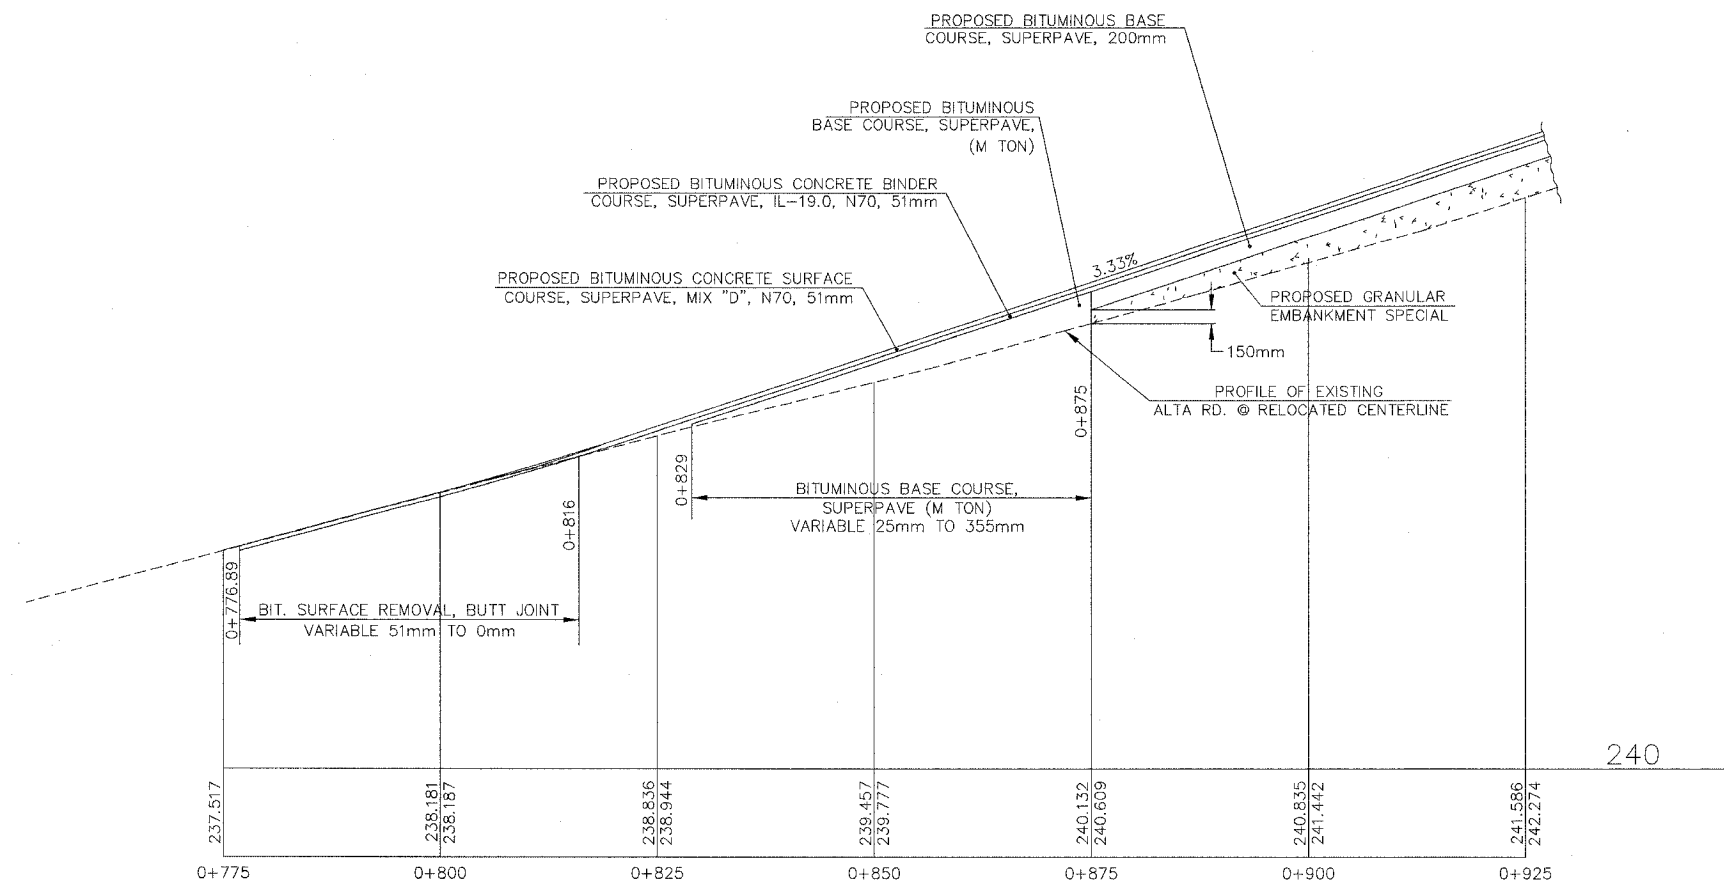 PROPOSED BITUMINOUS BASE
COURSE, SUPERPAVE, 200mm
PROPOSED BITUMINOUS
BASE COURSE, SUPERPAVE,
(M TON)
PROPOSED BITUMINOUS CONCRETE BINDER
COURSE, SUPERPAVE, IL-19.0, N70, 51mm
PROPOSED BITUMINOUS CONCRETE SURFACE
COURSE, SUPERPAVE, MIX "D", N70, 51mm
3.33%
PROPOSED GRANULAR
EMBANKMENT SPECIAL
150mm
PROFILE OF EXISTING
ALTA RD. @ RELOCATED CENTERLINE
0+875
0+829
BITUMINOUS BASE COURSE,
SUPERPAVE (M TON)
VARIABLE 25mm TO 355mm
0+816
0+776.89
BIT. SURFACE REMOVAL, BUTT JOINT
VARIABLE 51mm TO 0mm
240
237.517
238.181
238.187
238.836
238.944
239.457
239.777
240.132
240.609
240.835
241.442
241.586
242.274
0+775
0+800
0+825
0+850
0+875
0+900
0+925